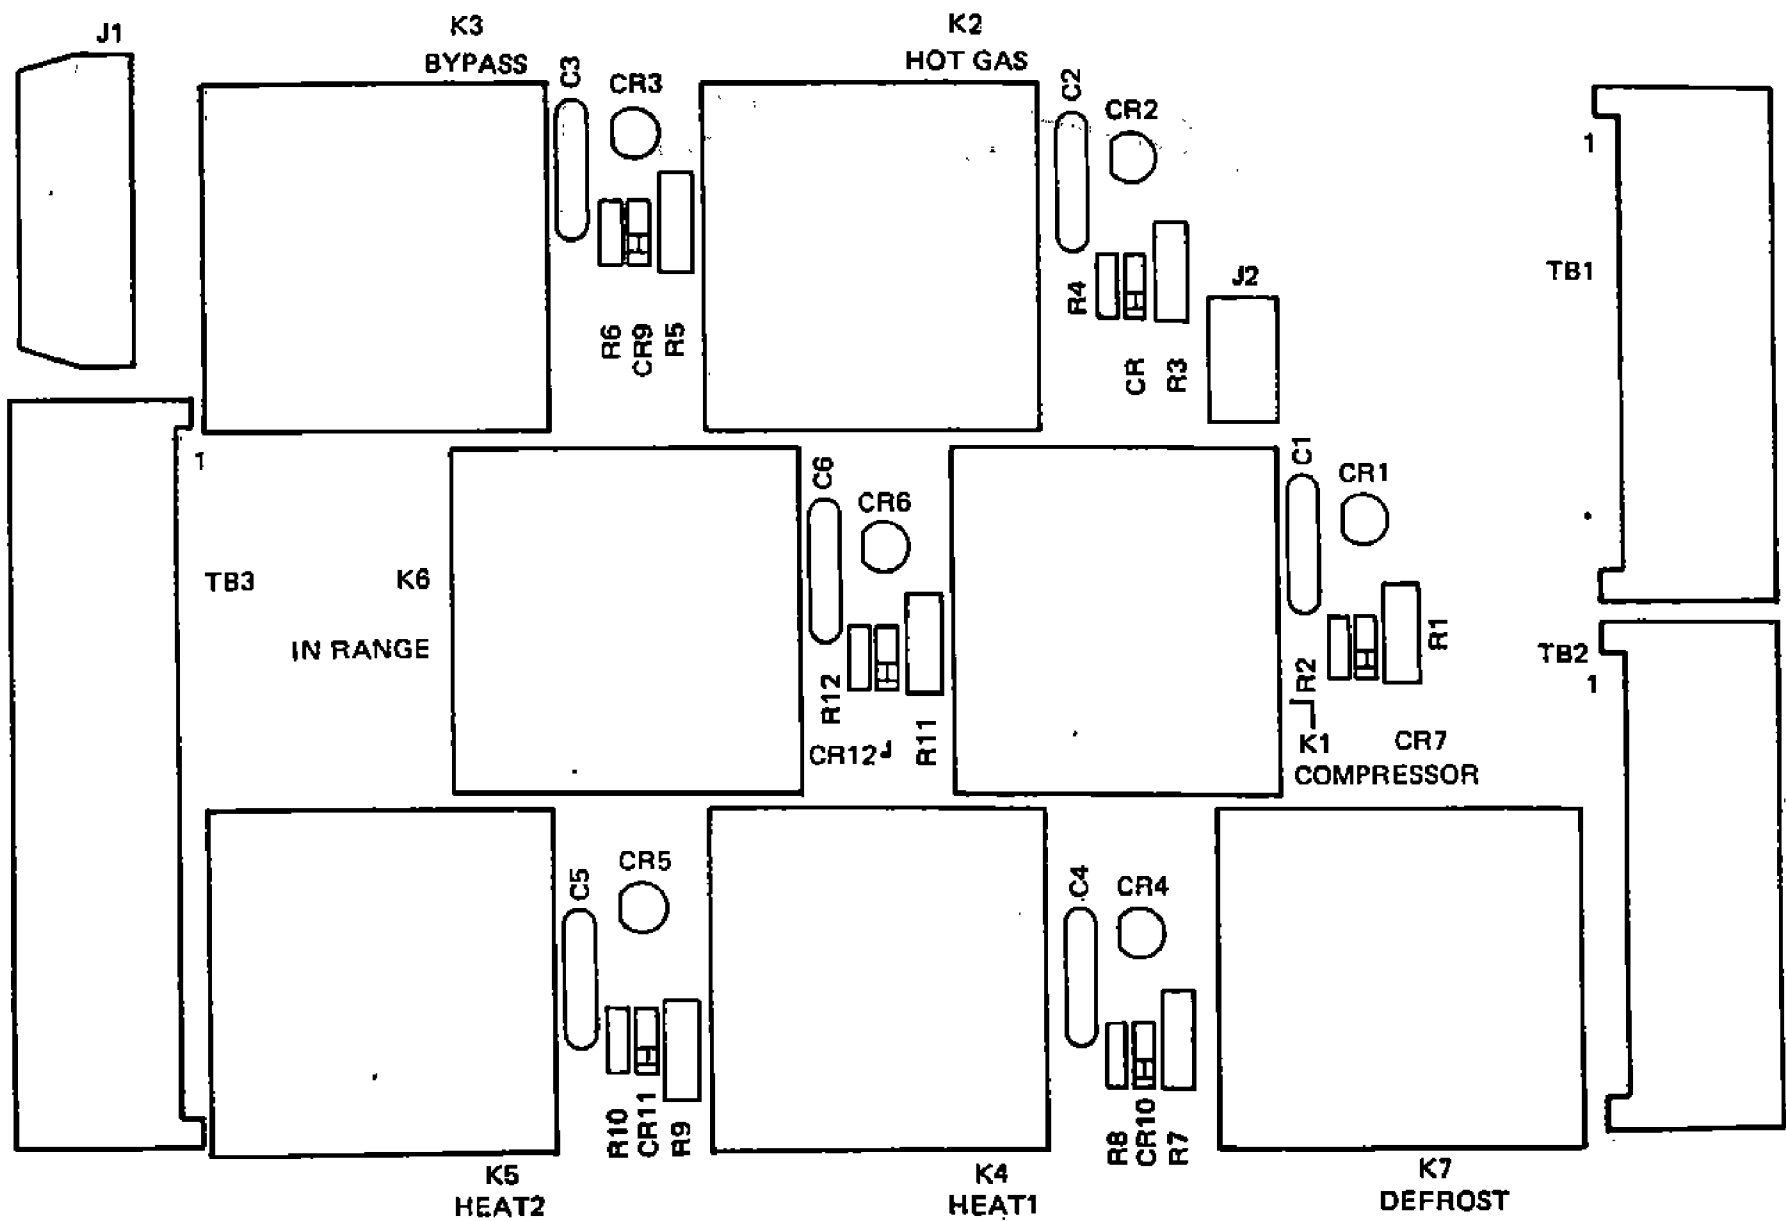 J1
K3
BYPASS
C3
CR3
K2
HOT GAS
C2
CR2
1
TB1
R6
CR9
R5
R4
CR
R3
J2
1
TB3
K6
IN RANGE
C6
CR6
R12
CR12
R11
C1
CR1
R2
R1
K1
COMPRESSOR
CR7
TB2
1
C5
CR5
R10
CR11
R9
K5
HEAT2
C4
CR4
R8
CR10
R7
K4
HEAT1
K7
DEFROST